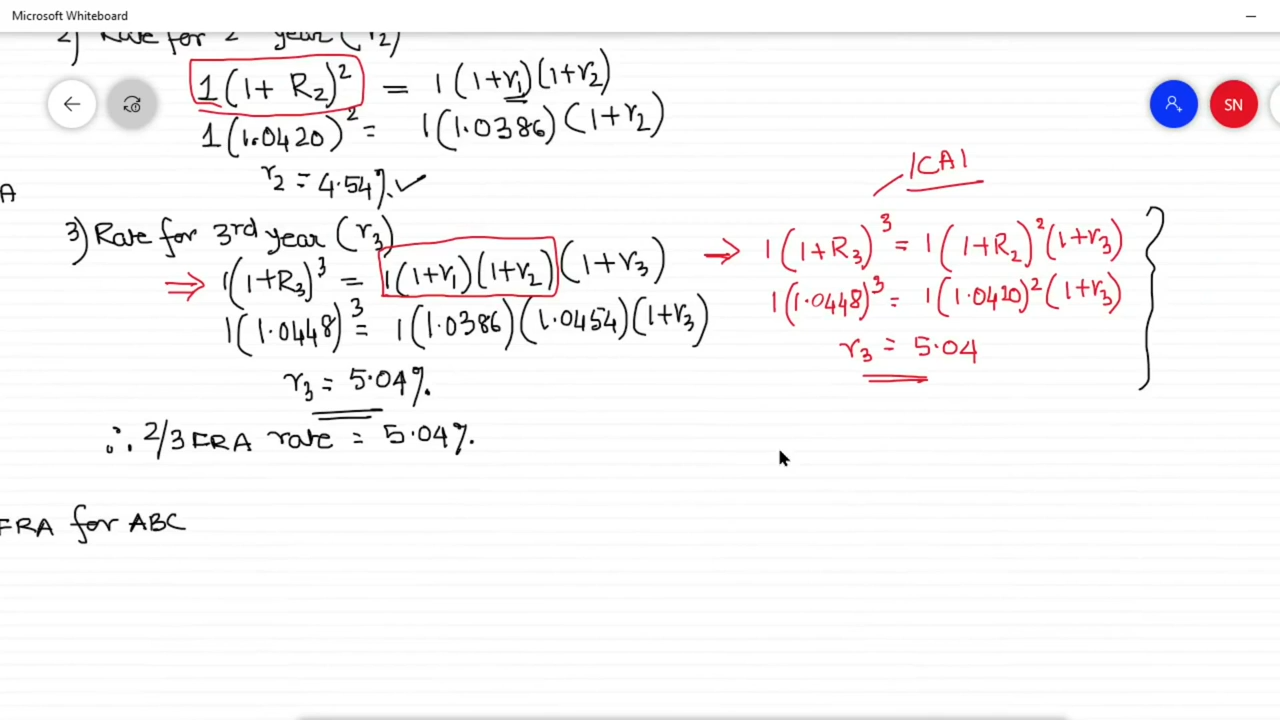 Microsoft Whiteboard
2) Rate for 2 year (r2)
1(1+ R2)² = 1(1+r1)(1+r2)
1(1.0420)² = 1(1.0386)(1+r2)
r2 = 4.54%. ✓
A
SN
3) Rate for 3rd year (r3)
⇒ 1(1+R3)³ = 1(1+r1)(1+r2)(1+r3)
1(1.0448)³ = 1(1.0386)(1.0454)(1+r3)
r3 = 5.04%.
∴ 2/3 FRA rate = 5.04%.
ICAI
→ 1(1+R3)³ = 1(1+R2)²(1+r3)
1(1.0448)³ = 1(1.0420)²(1+r3)
r3 = 5.04
FRA for ABC